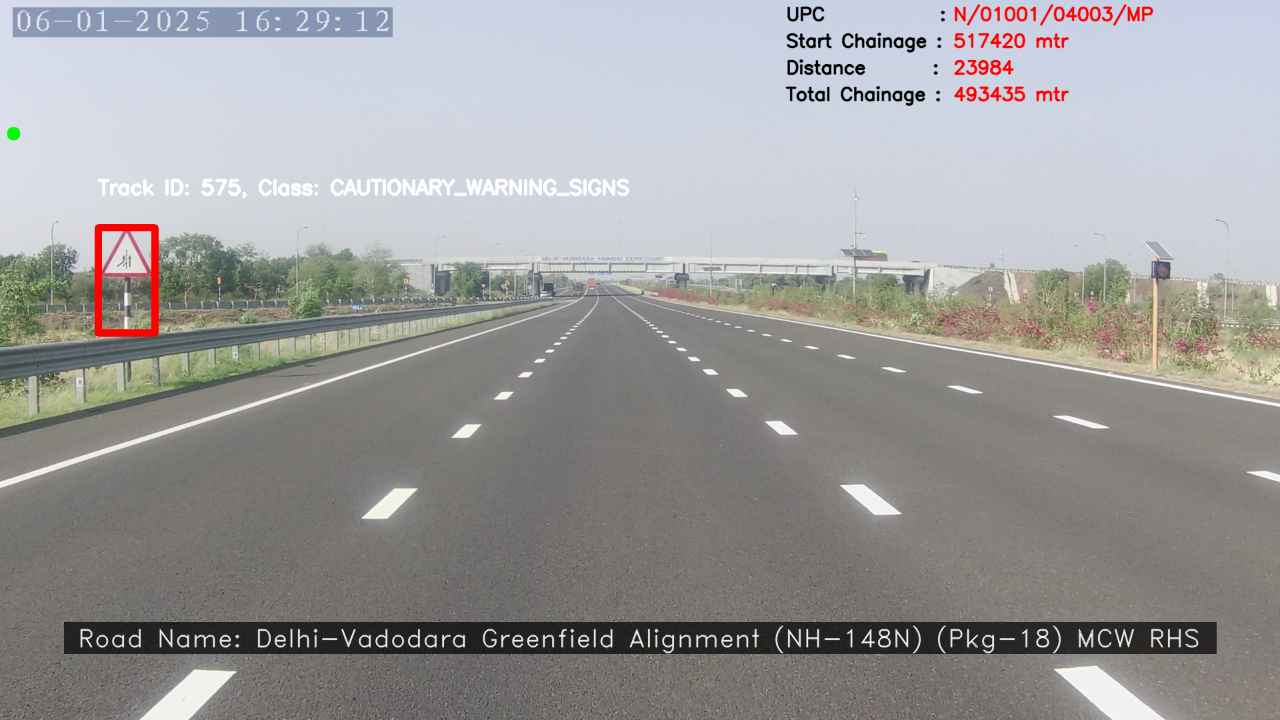 06-01-2025 16:29:12
UPC : N/01001/04003/MP
Start Chainage : 517420 mtr
Distance : 23984
Total Chainage : 493435 mtr
Track ID: 575, Class: CAUTIONARY_WARNING_SIGNS
Road Name: Delhi-Vadodara Greenfield Alignment (NH-148N) (Pkg-18) MCW RHS